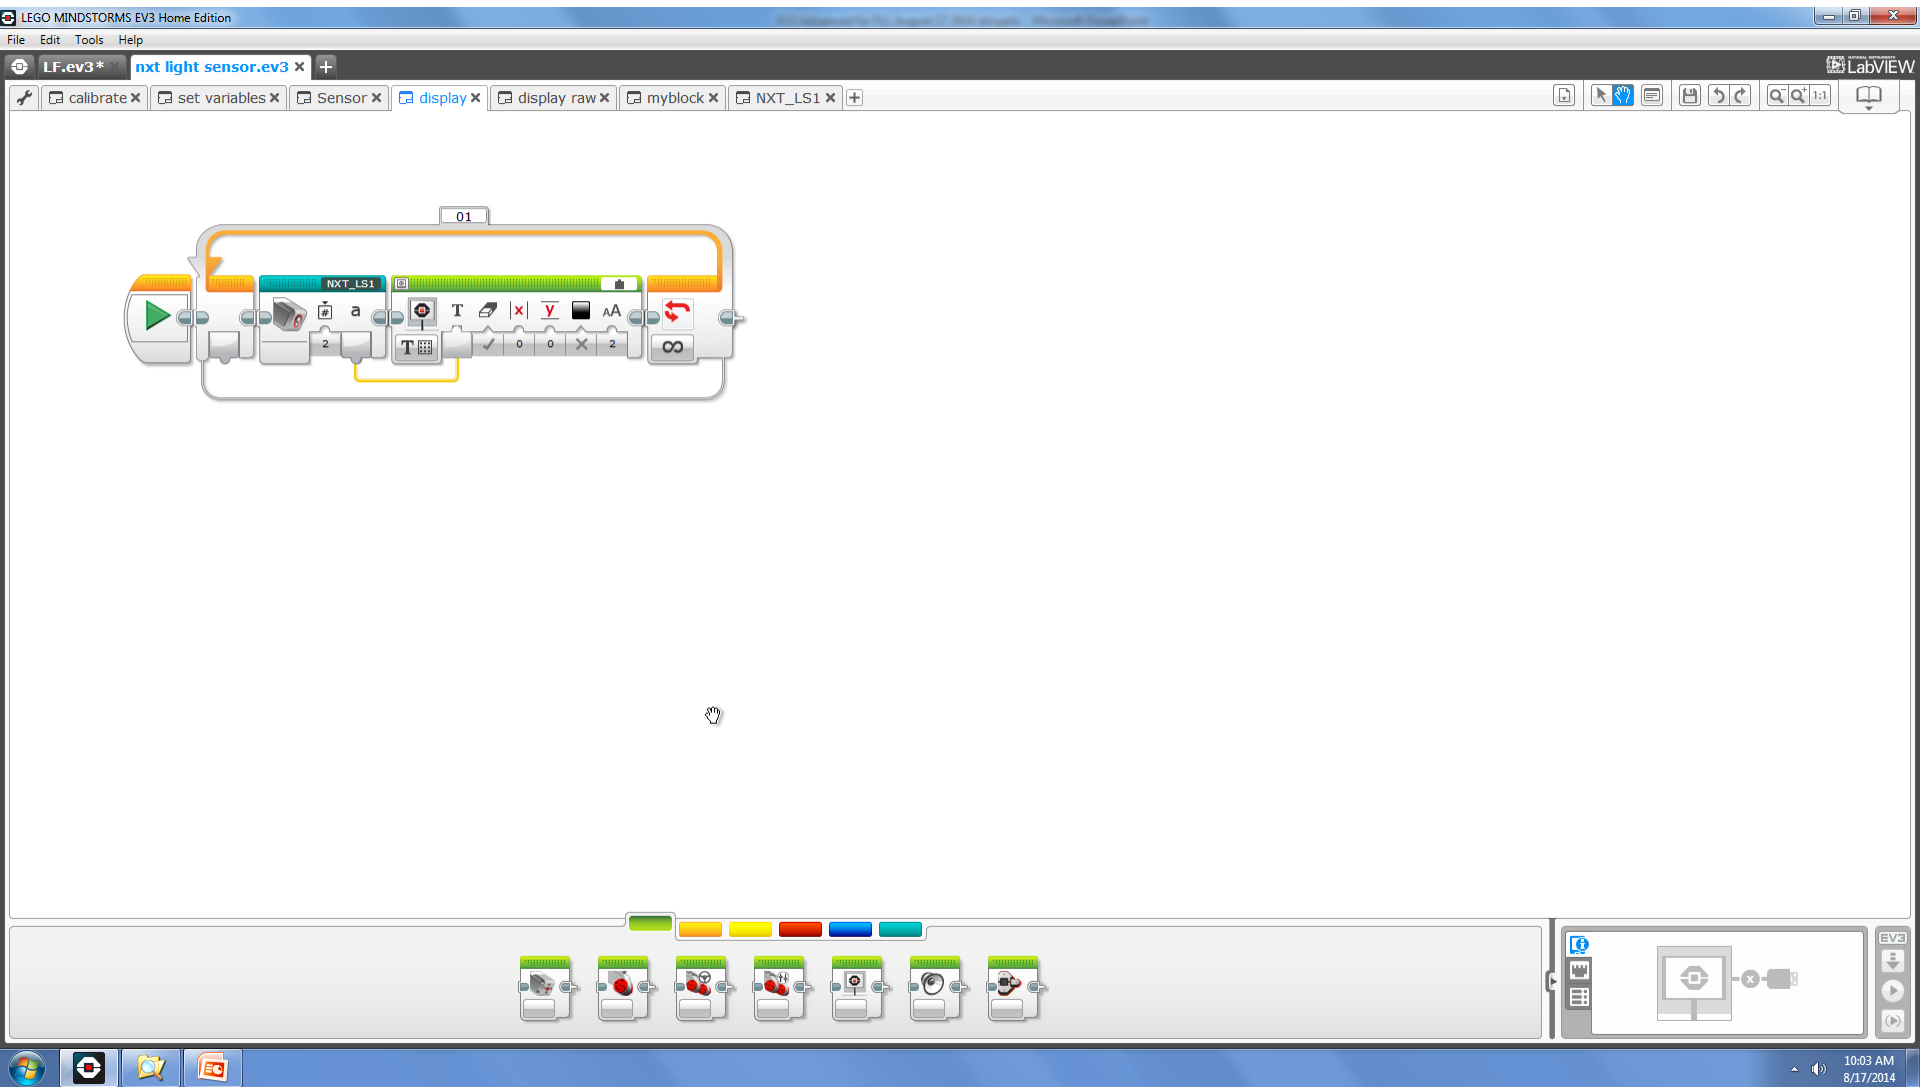 LEGO MINDSTORMS EV3 Home Edition
File Edit Tools Help
LF.ev3* nxt light sensor.ev3
NATIONAL INSTRUMENTS
LabVIEW
calibrate set variables Sensor display display raw myblock NXT_LS1
1:1
01
NXT_LS1
# a T x y AA
2 T 0 0 2
EV3
10:03 AM
8/17/2014